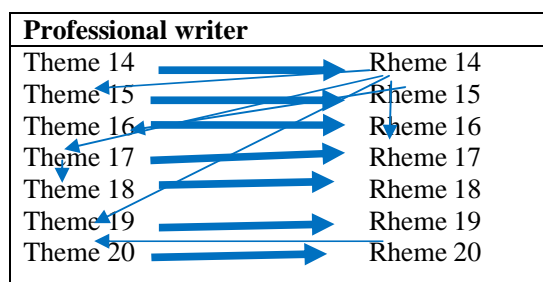 Professional writer
Theme 14 Rheme 14
Theme 15 Rheme 15
Theme 16 Rheme 16
Theme 17 Rheme 17
Theme 18 Rheme 18
Theme 19 Rheme 19
Theme 20 Rheme 20